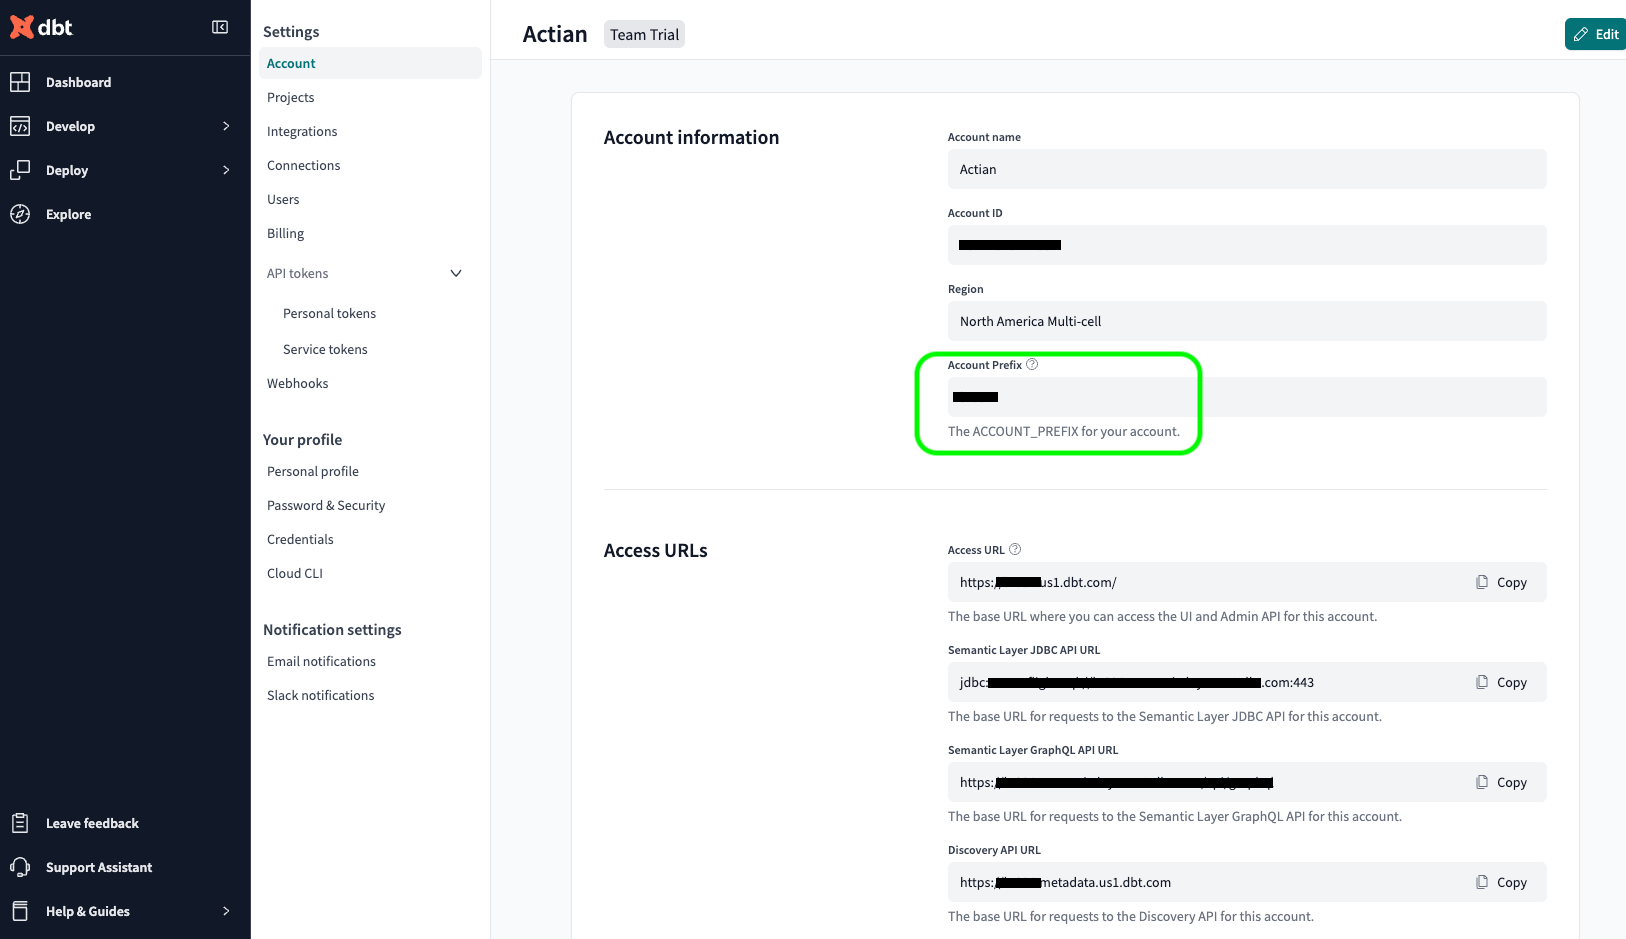 dbt
Dashboard
Develop
Deploy
Explore
Leave feedback
Support Assistant
Help & Guides
Settings
Account
Projects
Integrations
Connections
Users
Billing
API tokens
Personal tokens
Service tokens
Webhooks
Your profile
Personal profile
Password & Security
Credentials
Cloud CLI
Notification settings
Email notifications
Slack notifications
Actian Team Trial
Edit
Account information
Account name
Actian
Account ID
Region
North America Multi-cell
Account Prefix
The ACCOUNT_PREFIX for your account.
Access URLs
Access URL
https:/ us1.dbt.com/ Copy
The base URL where you can access the UI and Admin API for this account.
Semantic Layer JDBC API URL
jdbc: .com:443 Copy
The base URL for requests to the Semantic Layer JDBC API for this account.
Semantic Layer GraphQL API URL
https:/ Copy
The base URL for requests to the Semantic Layer GraphQL API for this account.
Discovery API URL
https:/ metadata.us1.dbt.com Copy
The base URL for requests to the Discovery API for this account.